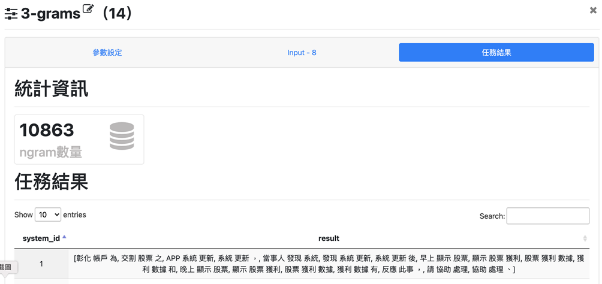 3-grams (14)
×
參數設定
Input - 8
任務結果
統計資訊
10863
ngram數量
任務結果
Show 10 entries
Search:
system_id
result
1
[彰化 帳戶 為, 交割 股票 之, APP 系統 更新, 系統 更新 ，, 當事人 發現 系統, 發現 系統 更新, 系統 更新 後, 早上 顯示 股票, 顯示 股票 獲利, 股票 獲利 數據, 獲
利 數據 和, 晚上 顯示 股票, 顯示 股票 獲利, 股票 獲利 數據, 獲利 數據 有, 反應 此事 ，, 請 協助 處理, 協助 處理 、]